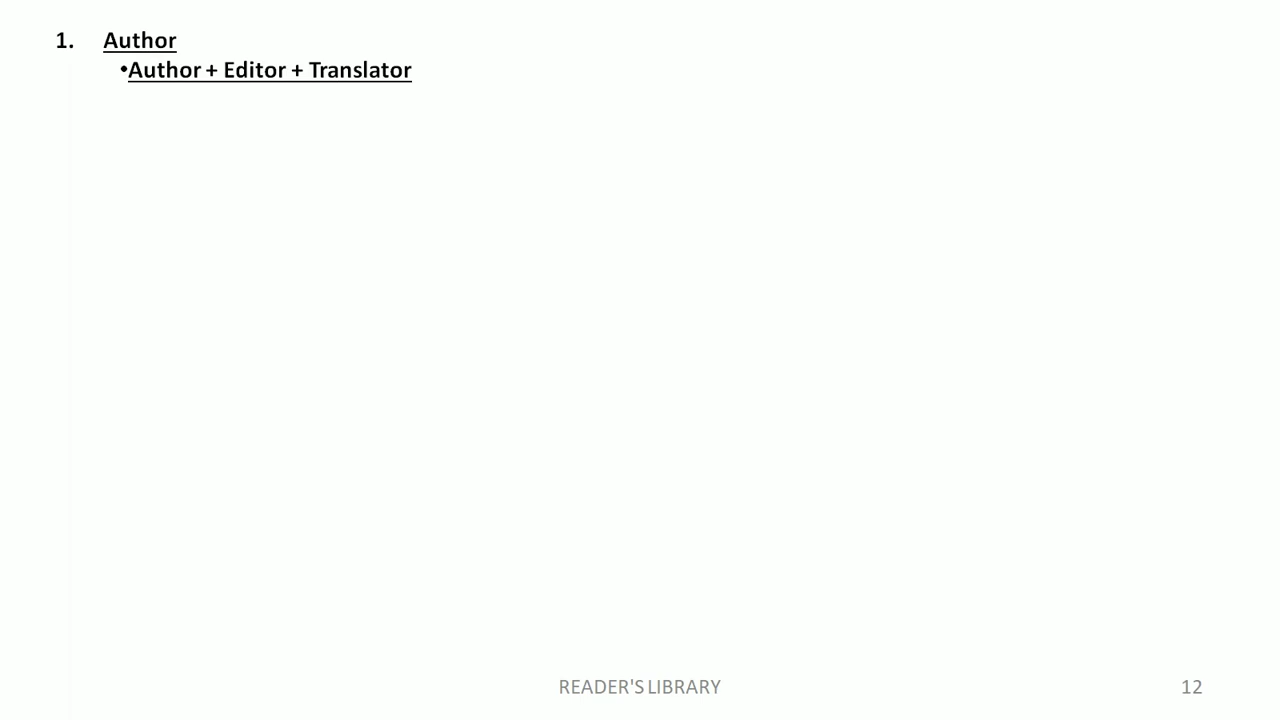 1. Author
•Author + Editor + Translator
READER'S LIBRARY
12